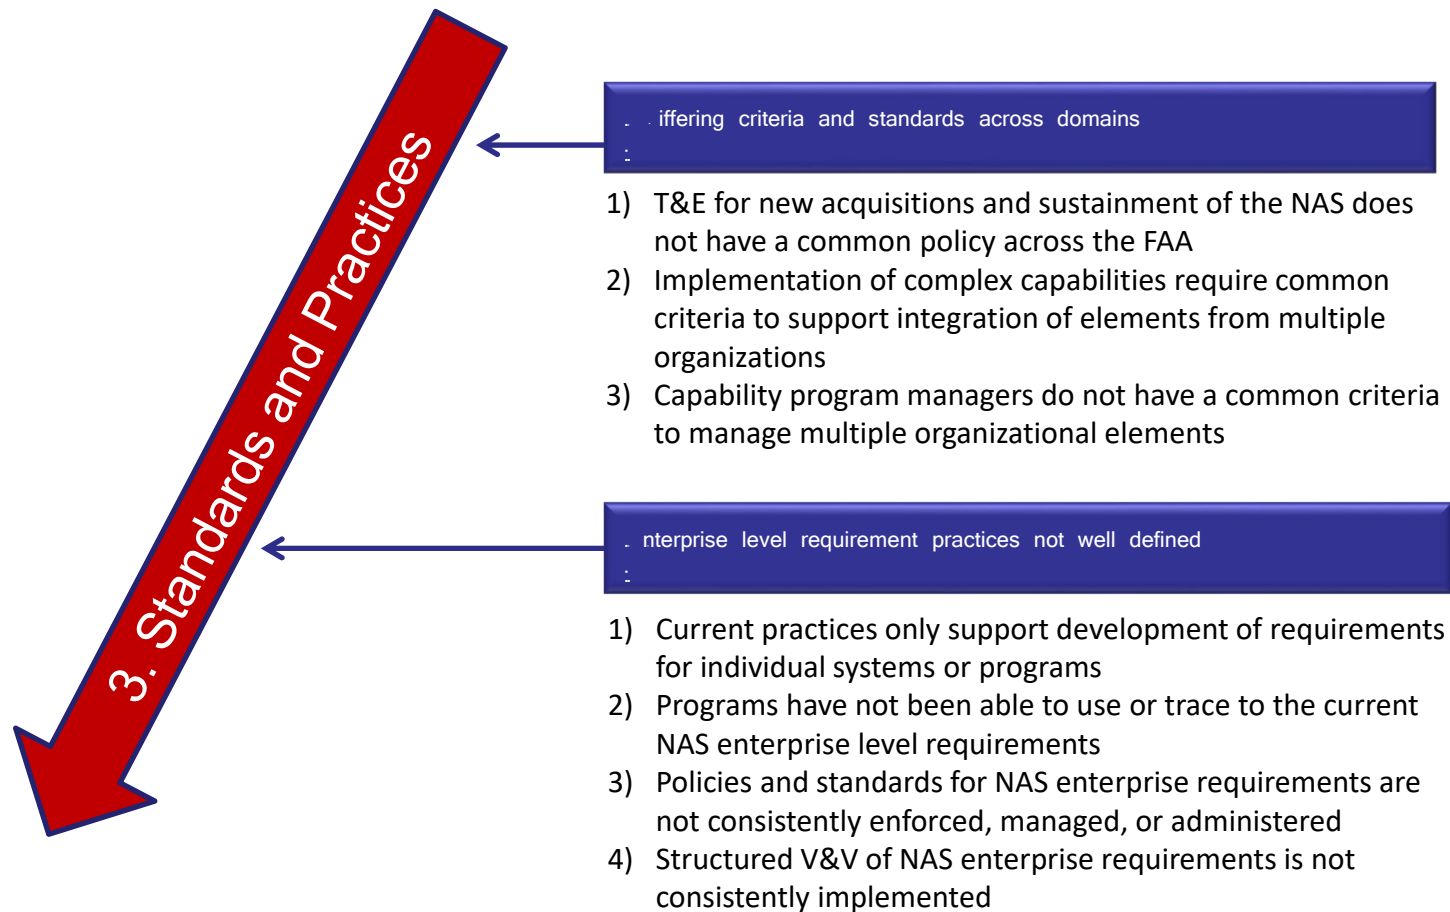 3. Standards and Practices
iffering criteria and standards across domains
:
1) T&E for new acquisitions and sustainment of the NAS does
not have a common policy across the FAA
2) Implementation of complex capabilities require common
criteria to support integration of elements from multiple
organizations
3) Capability program managers do not have a common criteria
to manage multiple organizational elements
nterprise level requirement practices not well defined
:
1) Current practices only support development of requirements
for individual systems or programs
2) Programs have not been able to use or trace to the current
NAS enterprise level requirements
3) Policies and standards for NAS enterprise requirements are
not consistently enforced, managed, or administered
4) Structured V&V of NAS enterprise requirements is not
consistently implemented